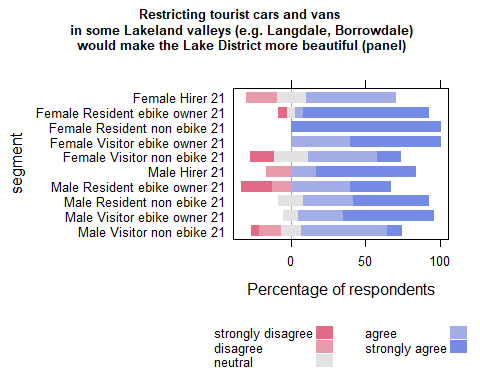 Restricting tourist cars and vans
in some Lakeland valleys (e.g. Langdale, Borrowdale)
would make the Lake District more beautiful (panel)
segment
Female Hirer 21
Female Resident ebike owner 21
Female Resident non ebike 21
Female Visitor ebike owner 21
Female Visitor non ebike 21
Male Hirer 21
Male Resident ebike owner 21
Male Resident non ebike 21
Male Visitor ebike owner 21
Male Visitor non ebike 21
0 50 100
Percentage of respondents
strongly disagree agree
disagree strongly agree
neutral